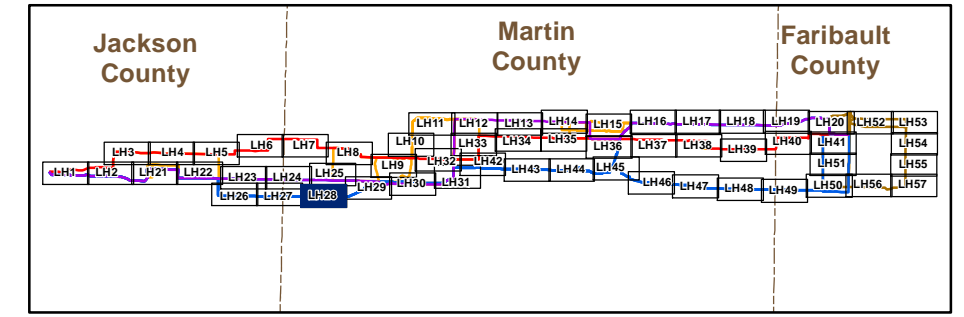 Jackson
County
Martin
County
Faribault
County
LH11 LH12 LH13 LH14 LH15 LH16 LH17 LH18 LH19 LH20 LH52 LH53
LH3 LH4 LH5 LH6 LH7 LH8 LH10 LH33 LH34 LH35 LH36 LH37 LH38 LH39 LH40 LH41 LH54
LH1 LH2 LH21 LH22 LH23 LH24 LH25 LH9 LH32 LH42 LH43 LH44 LH45 LH51 LH55
LH26 LH27 LH28 LH29 LH30 LH31 LH46 LH47 LH48 LH49 LH50 LH56 LH57